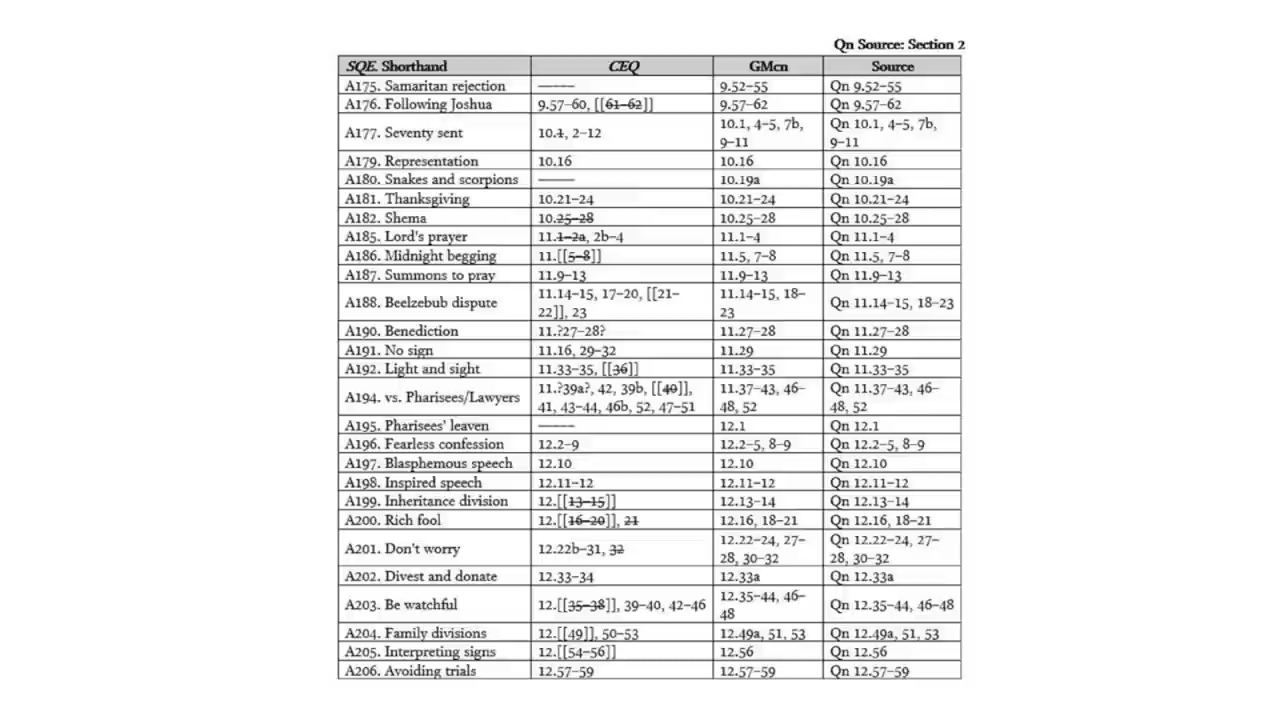 Qn Source: Section 2
SQE. Shorthand CEQ GMcn Source
A175. Samaritan rejection —— 9.52–55 Qn 9.52–55
A176. Following Joshua 9.57–60, [[61–62]] 9.57–62 Qn 9.57–62
A177. Seventy sent 10.1, 2–12 10.1, 4–5, 7b, 9–11 Qn 10.1, 4–5, 7b, 9–11
A179. Representation 10.16 10.16 Qn 10.16
A180. Snakes and scorpions —— 10.19a Qn 10.19a
A181. Thanksgiving 10.21–24 10.21–24 Qn 10.21–24
A182. Shema 10.25–28 10.25–28 Qn 10.25–28
A185. Lord's prayer 11.1–2a, 2b–4 11.1–4 Qn 11.1–4
A186. Midnight begging 11.[[5–8]] 11.5, 7–8 Qn 11.5, 7–8
A187. Summons to pray 11.9–13 11.9–13 Qn 11.9–13
A188. Beelzebub dispute 11.14–15, 17–20, [[21–22]], 23 11.14–15, 18–23 Qn 11.14–15, 18–23
A190. Benediction 11.?27–28? 11.27–28 Qn 11.27–28
A191. No sign 11.16, 29–32 11.29 Qn 11.29
A192. Light and sight 11.33–35, [[36]] 11.33–35 Qn 11.33–35
A194. vs. Pharisees/Lawyers 11.?39a?, 42, 39b, [[40]], 41, 43–44, 46b, 52, 47–51 11.37–43, 46–48, 52 Qn 11.37–43, 46–48, 52
A195. Pharisees' leaven —— 12.1 Qn 12.1
A196. Fearless confession 12.2–9 12.2–5, 8–9 Qn 12.2–5, 8–9
A197. Blasphemous speech 12.10 12.10 Qn 12.10
A198. Inspired speech 12.11–12 12.11–12 Qn 12.11–12
A199. Inheritance division 12.[[13–15]] 12.13–14 Qn 12.13–14
A200. Rich fool 12.[[16–20]], 21 12.16, 18–21 Qn 12.16, 18–21
A201. Don't worry 12.22b–31, 32 12.22–24, 27–28, 30–32 Qn 12.22–24, 27–28, 30–32
A202. Divest and donate 12.33–34 12.33a Qn 12.33a
A203. Be watchful 12.[[35–38]], 39–40, 42–46 12.35–44, 46–48 Qn 12.35–44, 46–48
A204. Family divisions 12.[[49]], 50–53 12.49a, 51, 53 Qn 12.49a, 51, 53
A205. Interpreting signs 12.[[54–56]] 12.56 Qn 12.56
A206. Avoiding trials 12.57–59 12.57–59 Qn 12.57–59